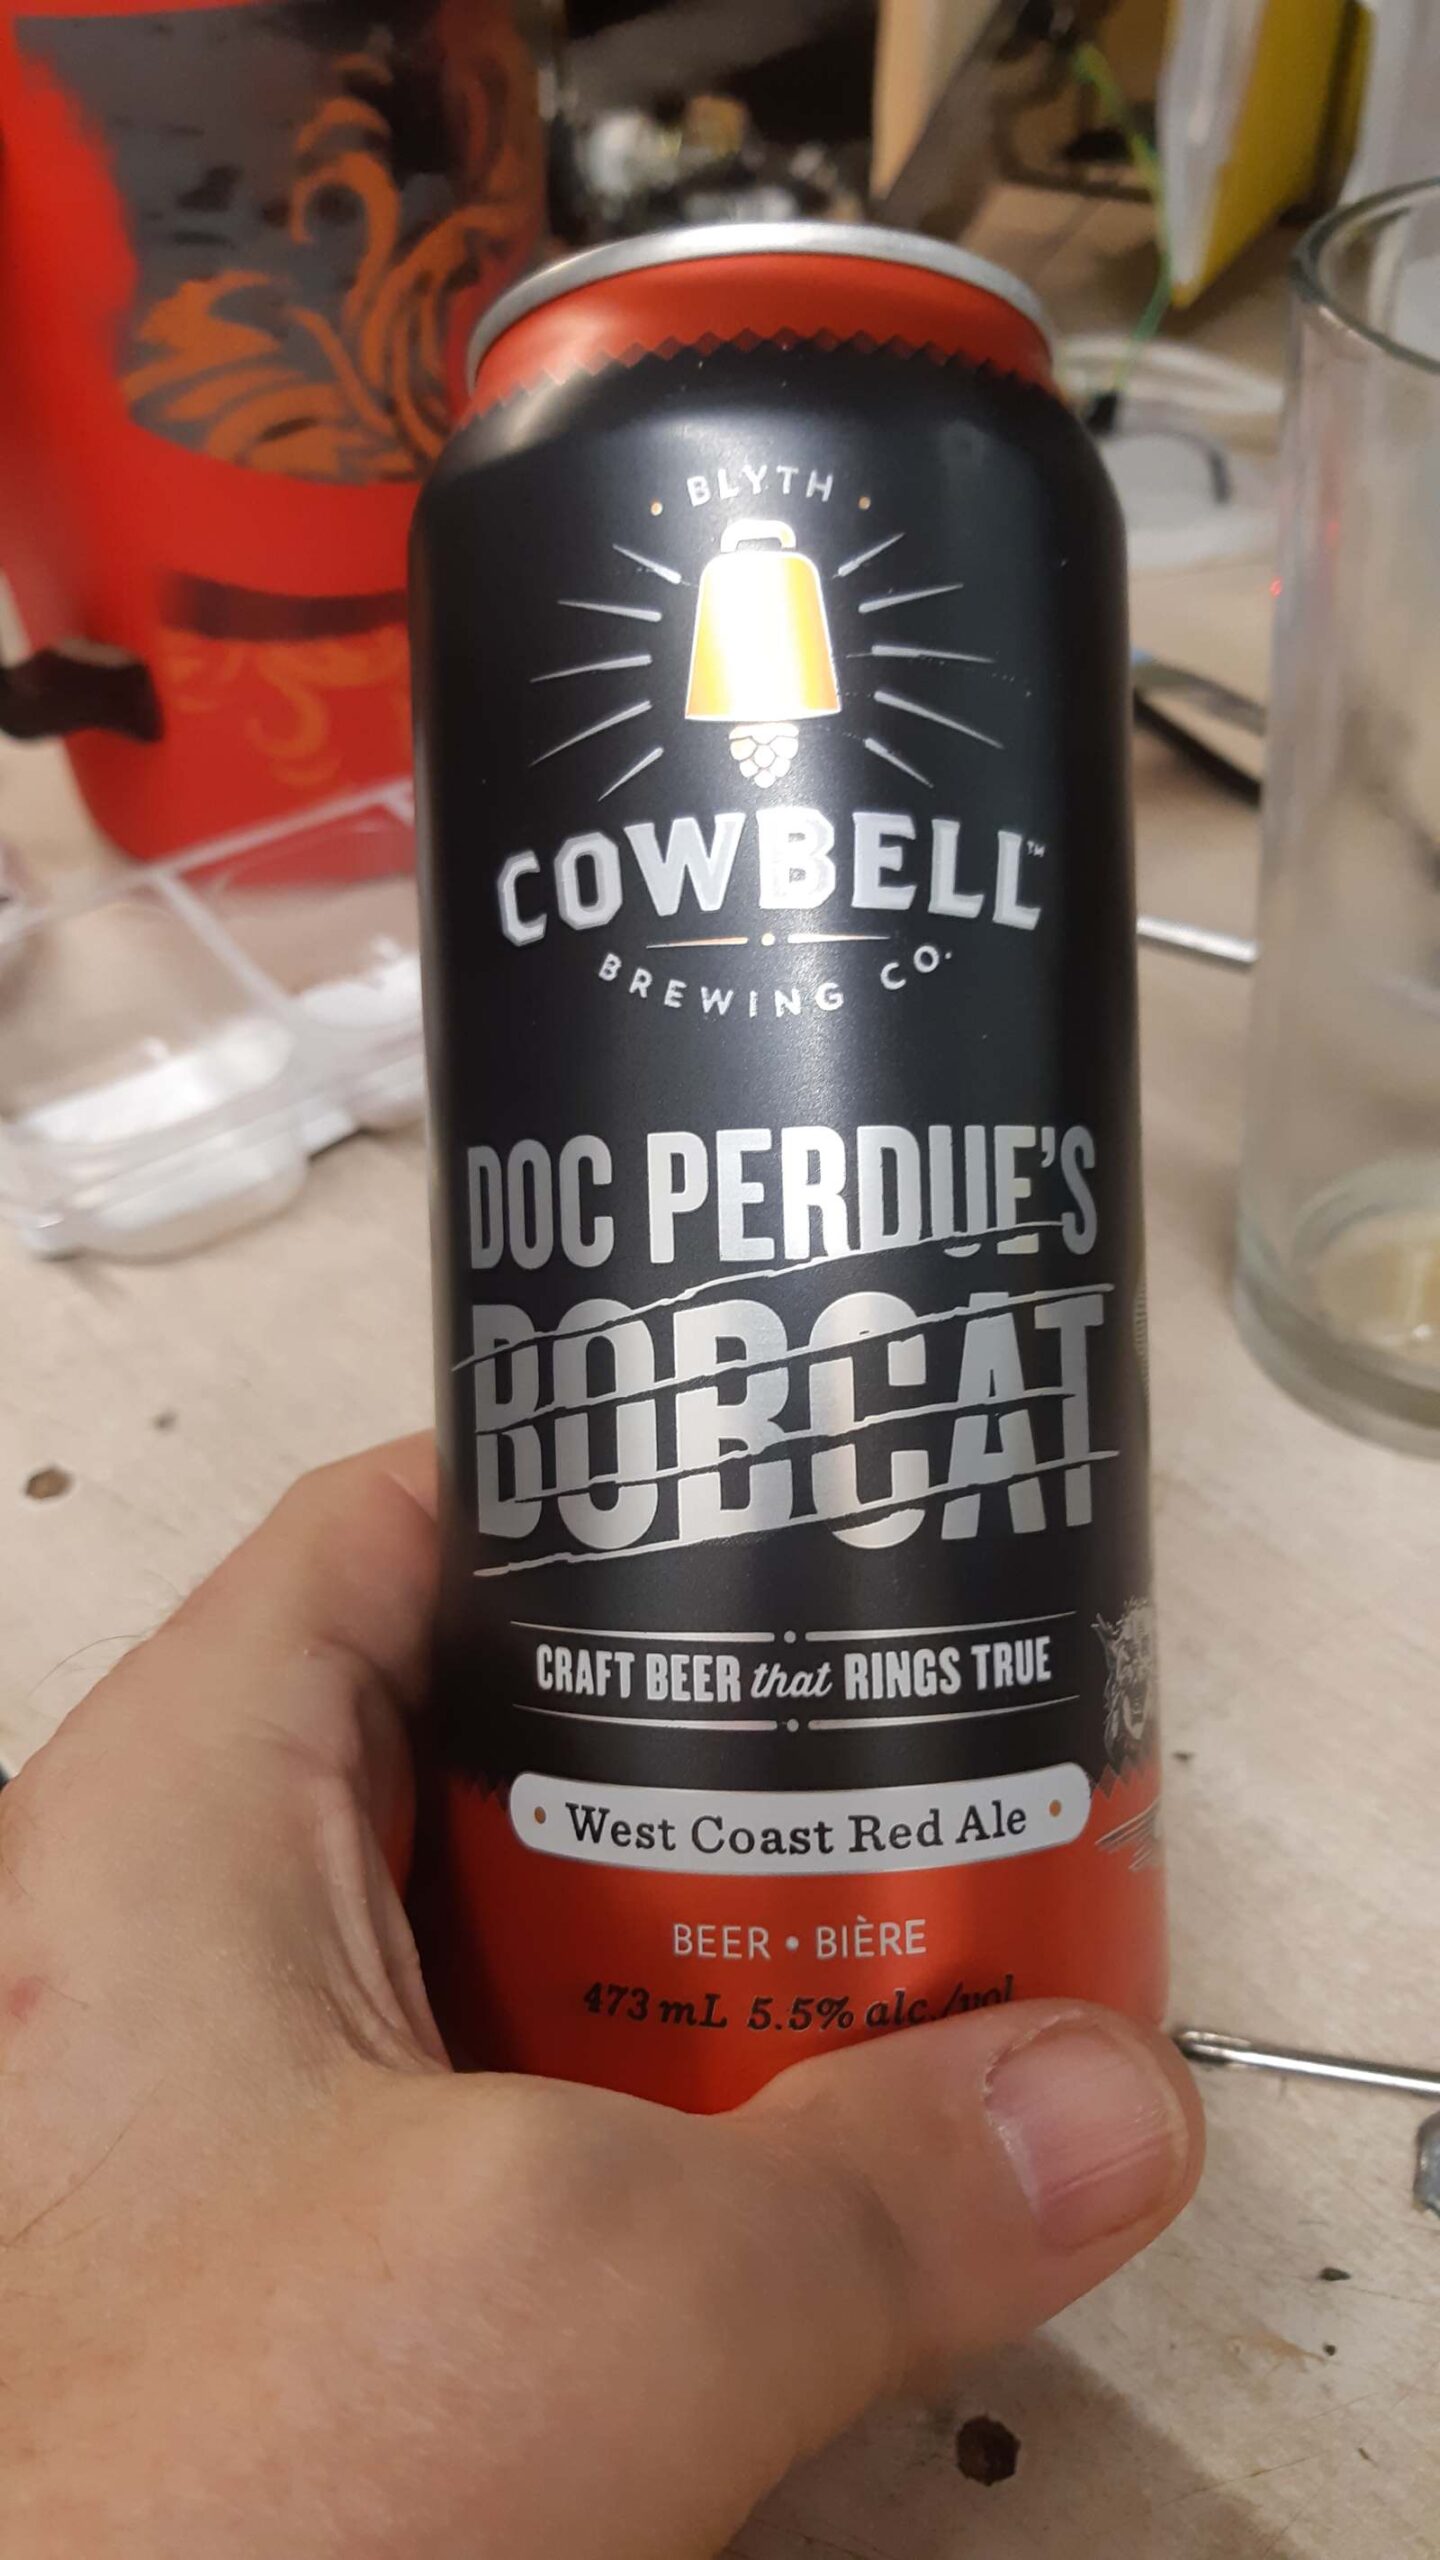 • BLYTH •
COWBELL™
BREWING CO.
DOC PERDUE'S
BOBCAT
CRAFT BEER that RINGS TRUE
• West Coast Red Ale •
BEER • BIÈRE
473 mL 5.5% alc./vol